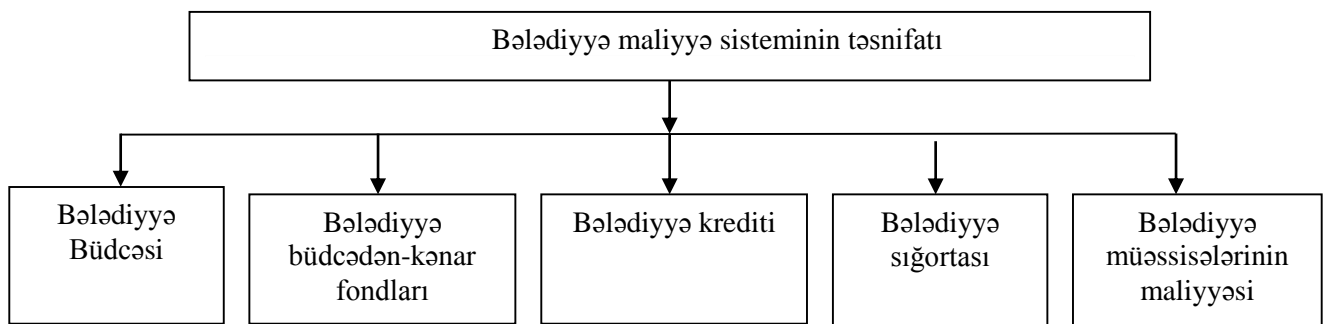 Bələdiyyə maliyyə sisteminin təsnifatı
Bələdiyyə
Büdcəsi
Bələdiyyə
büdcədən-kənar
fondları
Bələdiyyə krediti
Bələdiyyə
sığortası
Bələdiyyə
müəssisələrinin
maliyyəsi